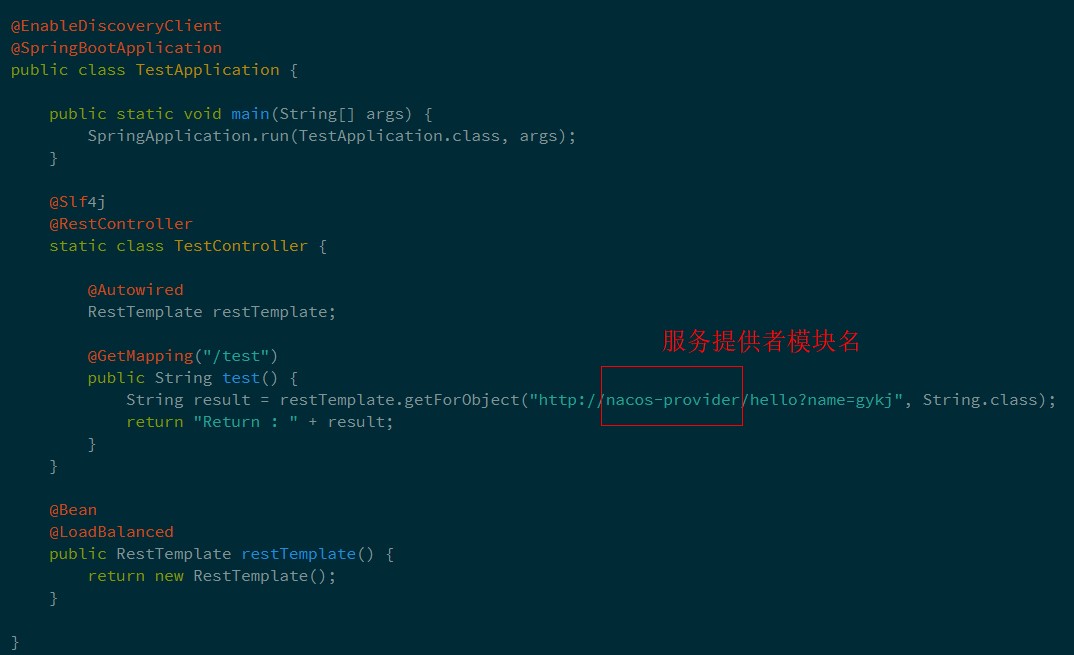 @EnableDiscoveryClient
@SpringBootApplication
public class TestApplication {
    public static void main(String[] args) {
        SpringApplication.run(TestApplication.class, args);
    }
    @Slf4j
    @RestController
    static class TestController {
        @Autowired
        RestTemplate restTemplate;
服务提供者模块名
        @GetMapping("/test")
        public String test() {
            String result = restTemplate.getForObject("http://nacos-provider/hello?name=gykj", String.class);
            return "Return : " + result;
        }
    }
    @Bean
    @LoadBalanced
    public RestTemplate restTemplate() {
        return new RestTemplate();
    }
}